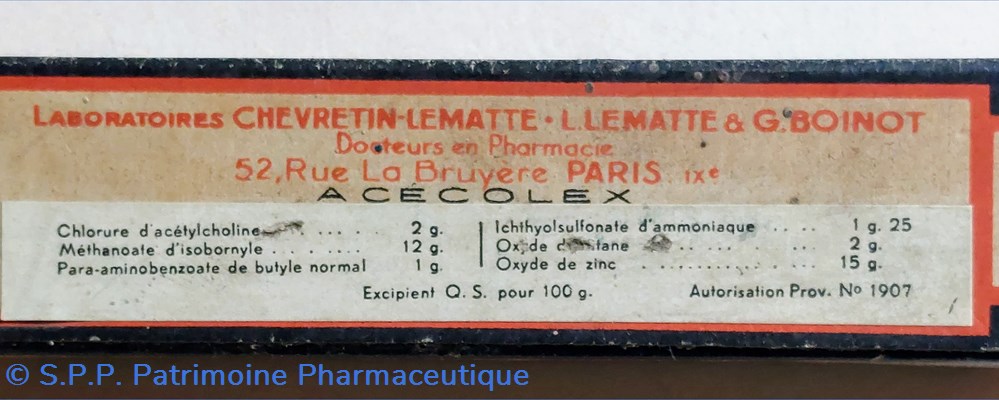 LABORATOIRES CHEVRETIN-LEMATTE • L. LEMATTE & G. BOINOT
Docteurs en Pharmacie
52, Rue La Bruyère PARIS IXe
ACÉCOLEX
Chlorure d'acétylcholine ..... 2 g.
Méthanoate d'isobornyle ......... 12 g.
Para-aminobenzoate de butyle normal 1 g.
Ichthyolsulfonate d'ammoniaque ..... 1 g. 25
2 g.
Oxyde de zinc ............... 15 g.
Excipient Q. S. pour 100 g.
Autorisation Prov. No 1907
© S.P.P. Patrimoine Pharmaceutique